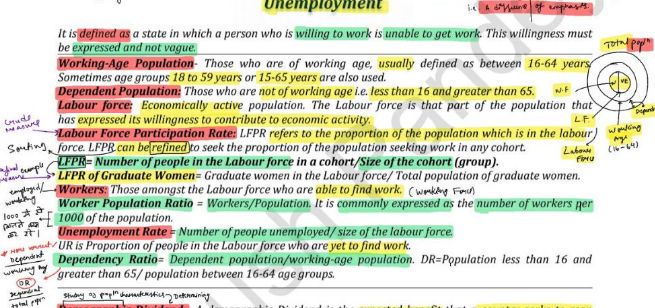 Unemployment
i.e. A difference of emphasis.
It is defined as a state in which a person who is willing to work is unable to get work. This willingness must
be expressed and not vague.
Working-Age Population- Those who are of working age, usually defined as between 16-64 years.
Sometimes age groups 18 to 59 years or 15-65 years are also used.
Dependent Population: Those who are not of working age i.e. less than 16 and greater than 65.
Labour force: Economically active population. The Labour force is that part of the population that
has expressed its willingness to contribute to economic activity.
Labour Force Participation Rate: LFPR refers to the proportion of the population which is in the labour
force. LFPR can be refined to seek the proportion of the population seeking work in any cohort.
LFPR= Number of people in the Labour force in a cohort/Size of the cohort (group).
LFPR of Graduate Women= Graduate women in the Labour force/ Total population of graduate women.
Workers: Those amongst the Labour force who are able to find work. (Working Force)
Worker Population Ratio = Workers/Population. It is commonly expressed as the number of workers per
1000 of the population.
Unemployment Rate = Number of people unemployed/ size of the labour force.
UR is Proportion of people in the Labour force who are yet to find work.
Dependency Ratio= Dependent population/working-age population. DR=Population less than 16 and
greater than 65/ population between 16-64 age groups.
Study of popn characteristics - Determining
Total popn
W
UE
W.F
L.F
Labour
Force
Working
Age
(16-64)
Crude
measure
example
employed/
working
1000
Dependent
DR